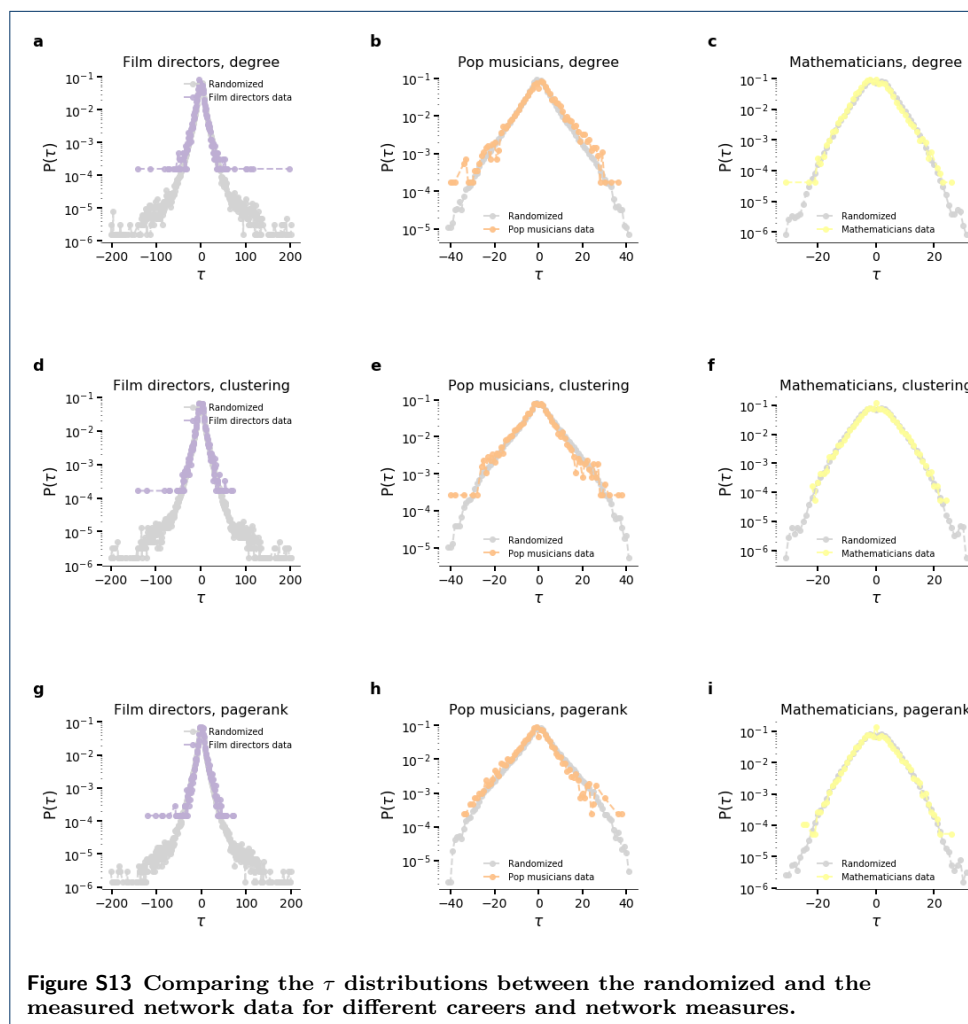 a
Film directors, degree
Randomized
Film directors data
P(τ)
10⁻¹
10⁻²
10⁻³
10⁻⁴
10⁻⁵
10⁻⁶
−200 −100 0 100 200
τ
b
Pop musicians, degree
P(τ)
10⁻¹
10⁻²
10⁻³
10⁻⁴
10⁻⁵
Randomized
Pop musicians data
−40 −20 0 20 40
τ
c
Mathematicians, degree
P(τ)
10⁻¹
10⁻²
10⁻³
10⁻⁴
10⁻⁵
10⁻⁶
Randomized
Mathematicians data
−20 0 20
τ
d
Film directors, clustering
Randomized
Film directors data
P(τ)
10⁻¹
10⁻²
10⁻³
10⁻⁴
10⁻⁵
10⁻⁶
−200 −100 0 100 200
τ
e
Pop musicians, clustering
P(τ)
10⁻¹
10⁻²
10⁻³
10⁻⁴
10⁻⁵
Randomized
Pop musicians data
−40 −20 0 20 40
τ
f
Mathematicians, clustering
P(τ)
10⁻¹
10⁻²
10⁻³
10⁻⁴
10⁻⁵
10⁻⁶
Randomized
Mathematicians data
−20 0 20
τ
g
Film directors, pagerank
Randomized
Film directors data
P(τ)
10⁻¹
10⁻²
10⁻³
10⁻⁴
10⁻⁵
10⁻⁶
−200 −100 0 100 200
τ
h
Pop musicians, pagerank
P(τ)
10⁻¹
10⁻²
10⁻³
10⁻⁴
10⁻⁵
Randomized
Pop musicians data
−40 −20 0 20 40
τ
i
Mathematicians, pagerank
P(τ)
10⁻¹
10⁻²
10⁻³
10⁻⁴
10⁻⁵
10⁻⁶
Randomized
Mathematicians data
−20 0 20
τ
Figure S13 Comparing the τ distributions between the randomized and the
measured network data for different careers and network measures.